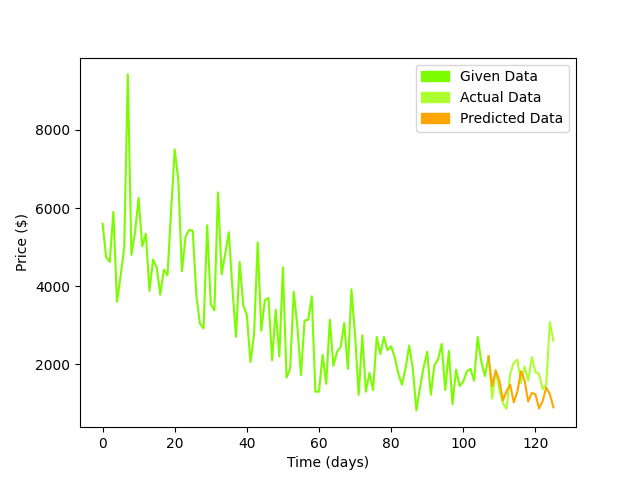 Given Data
Actual Data
Predicted Data
8000
6000
4000
2000
Price ($)
0 20 40 60 80 100 120
Time (days)